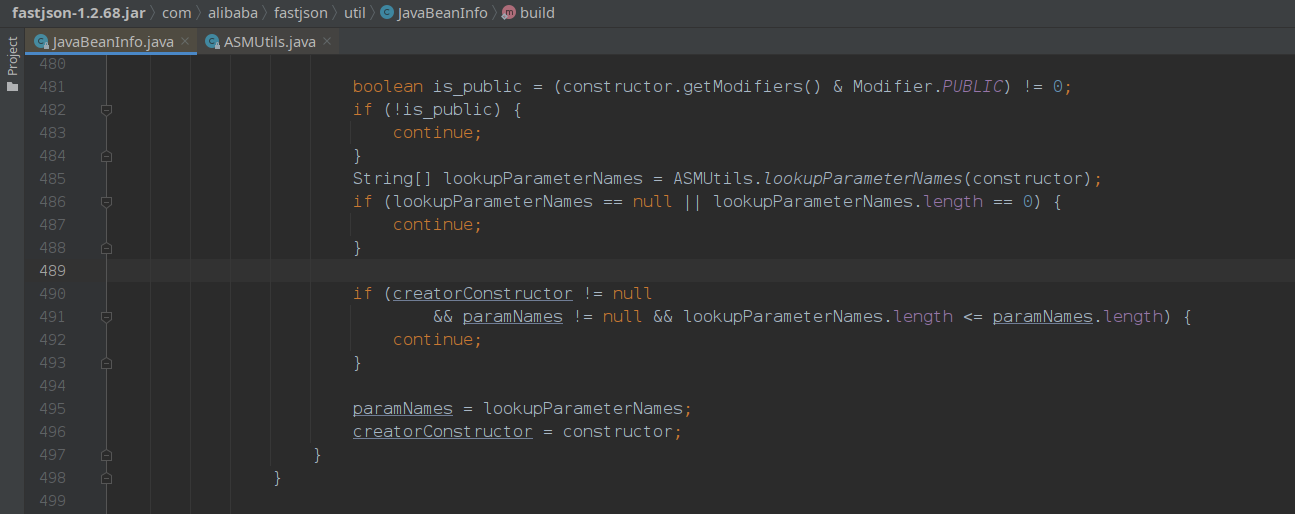 fastjson-1.2.68.jar 〉 com 〉 alibaba 〉 fastjson 〉 util 〉 C JavaBeanInfo 〉 m build
Project
C JavaBeanInfo.java × C ASMUtils.java ×
480
481 boolean is_public = (constructor.getModifiers() & Modifier.PUBLIC) != 0;
482 if (!is_public) {
483 continue;
484 }
485 String[] lookupParameterNames = ASMUtils.lookupParameterNames(constructor);
486 if (lookupParameterNames == null || lookupParameterNames.length == 0) {
487 continue;
488 }
489
490 if (creatorConstructor != null
491 && paramNames != null && lookupParameterNames.length <= paramNames.length) {
492 continue;
493 }
494
495 paramNames = lookupParameterNames;
496 creatorConstructor = constructor;
497 }
498 }
499